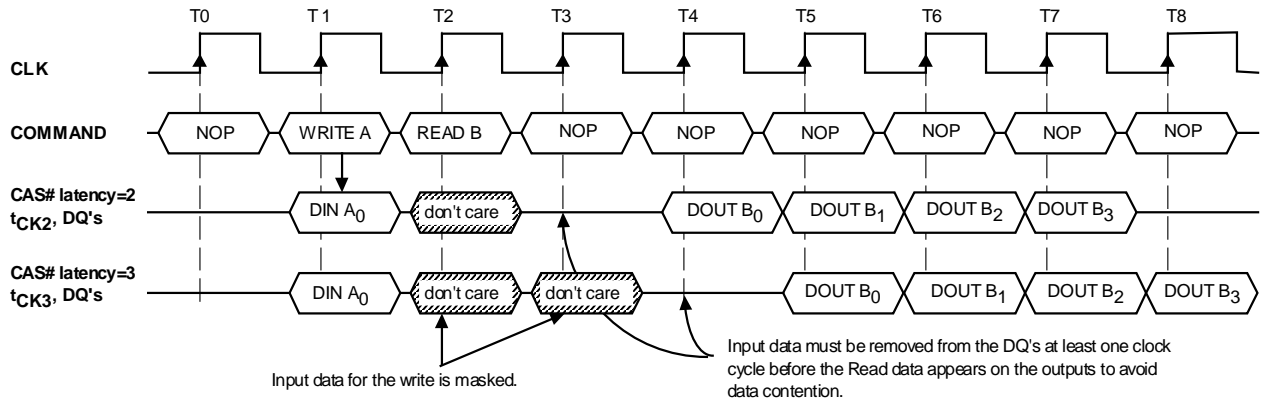 T0 T1 T2 T3 T4 T5 T6 T7 T8
CLK
COMMAND NOP WRITE A READ B NOP NOP NOP NOP NOP NOP
CAS# latency=2
tCK2, DQ's DIN A0 don't care DOUT B0 DOUT B1 DOUT B2 DOUT B3
CAS# latency=3
tCK3, DQ's DIN A0 don't care don't care DOUT B0 DOUT B1 DOUT B2 DOUT B3
Input data for the write is masked.
Input data must be removed from the DQ's at least one clock
cycle before the Read data appears on the outputs to avoid
data contention.